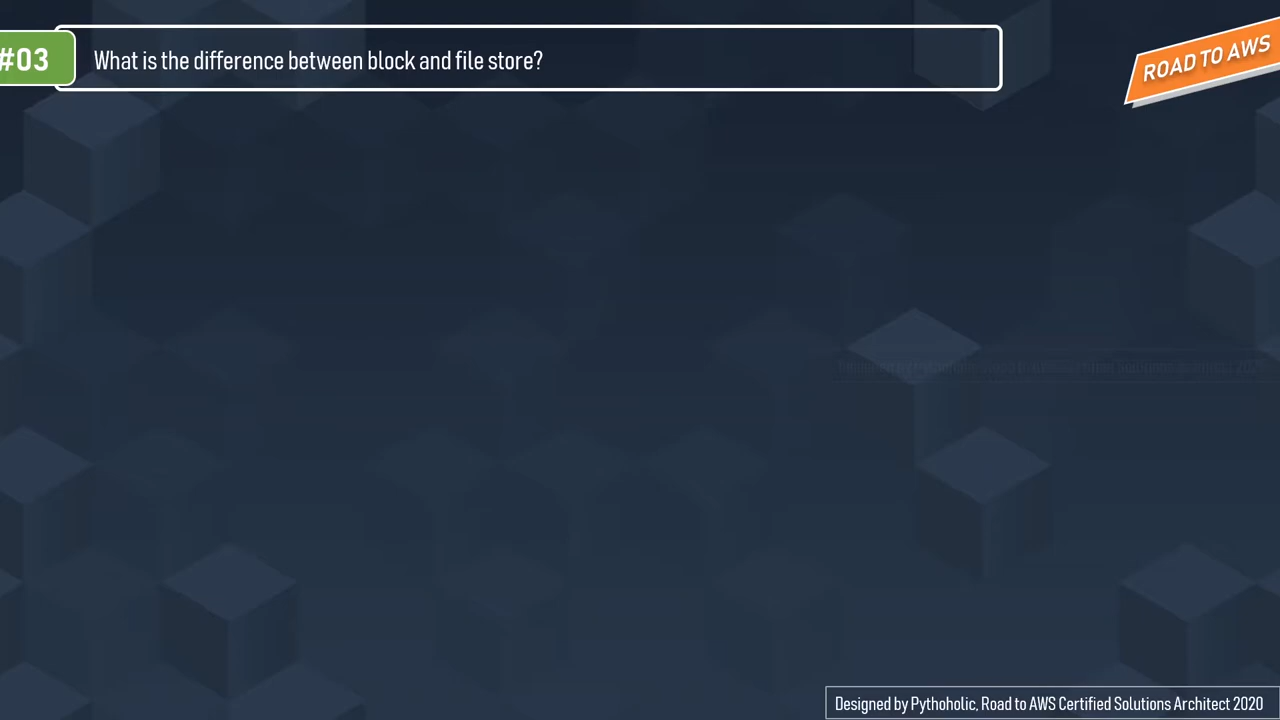 #03
What is the difference between block and file store?
ROAD TO AWS
Designed by Pythoholic, Road to AWS Certified Solutions Architect 2020